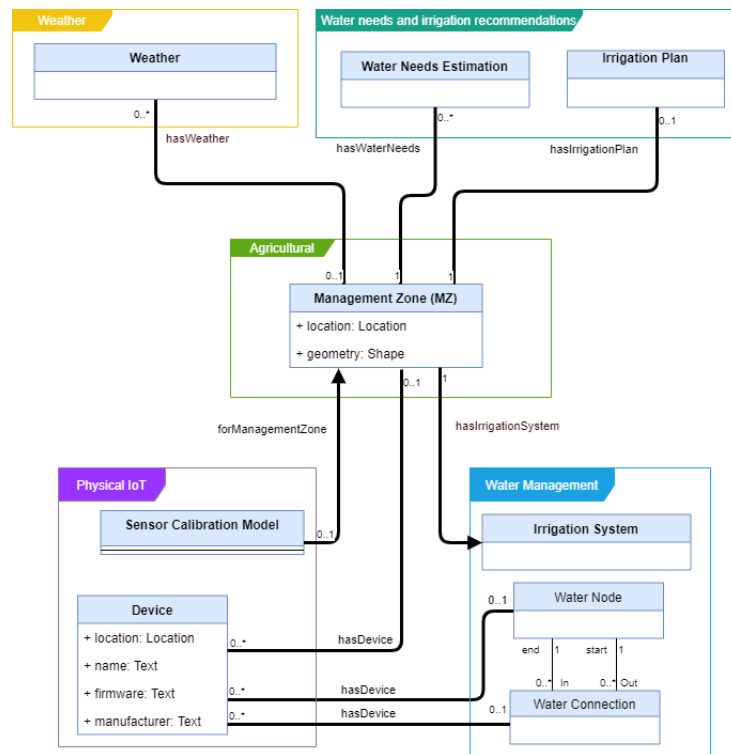 Weather
Water needs and irrigation recommendations
Weather
Water Needs Estimation
Irrigation Plan
0..*
0..*
0..1
hasWeather
hasWaterNeeds
hasIrrigationPlan
Agricultural
0..1
1
1
Management Zone (MZ)
+ location: Location
+ geometry: Shape
0..1
1
forManagementZone
hasIrrigationSystem
Physical IoT
Water Management
Sensor Calibration Model
0..1
Irrigation System
Device
+ location: Location
+ name: Text
+ firmware: Text
+ manufacturer: Text
0..*
hasDevice
0..*
hasDevice
0..1
0..*
hasDevice
0..1
Water Node
end 1
start 1
0..* In
0..* Out
Water Connection